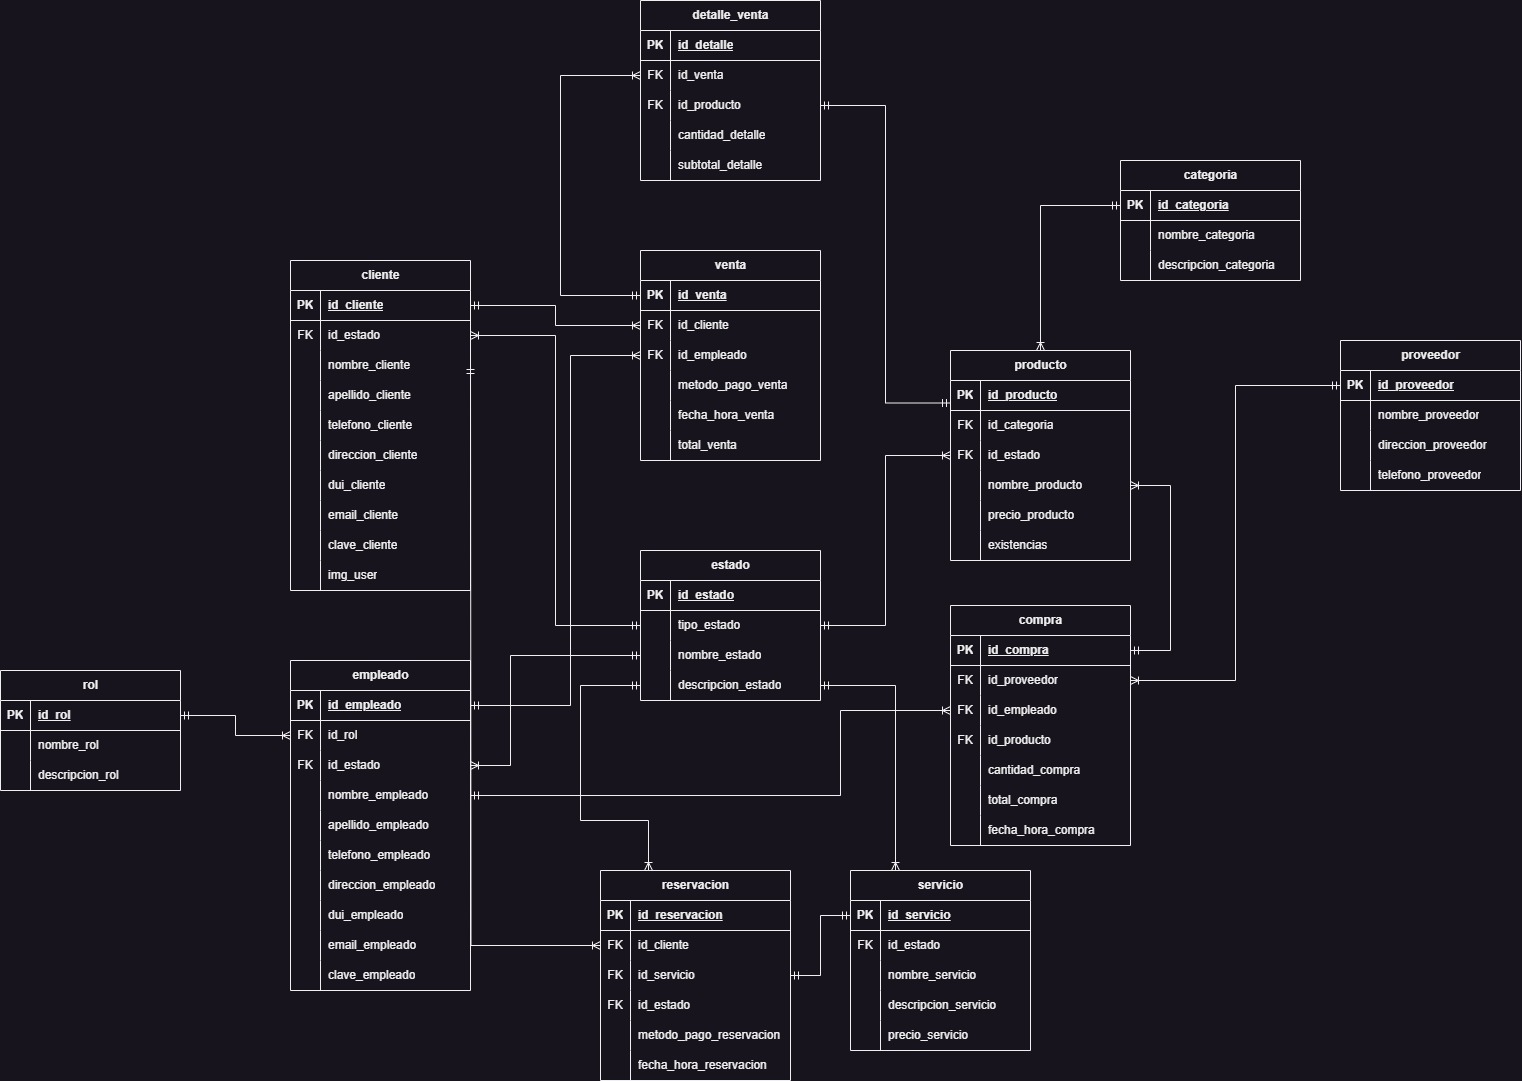 detalle_venta
PK id_detalle
FK id_venta
FK id_producto
cantidad_detalle
subtotal_detalle
categoria
PK id_categoria
nombre_categoria
descripcion_categoria
cliente
PK id_cliente
FK id_estado
nombre_cliente
apellido_cliente
telefono_cliente
direccion_cliente
dui_cliente
email_cliente
clave_cliente
img_user
venta
PK id_venta
FK id_cliente
FK id_empleado
metodo_pago_venta
fecha_hora_venta
total_venta
producto
PK id_producto
FK id_categoria
FK id_estado
nombre_producto
precio_producto
existencias
proveedor
PK id_proveedor
nombre_proveedor
direccion_proveedor
telefono_proveedor
estado
PK id_estado
tipo_estado
nombre_estado
descripcion_estado
compra
PK id_compra
FK id_proveedor
FK id_empleado
FK id_producto
cantidad_compra
total_compra
fecha_hora_compra
rol
PK id_rol
nombre_rol
descripcion_rol
empleado
PK id_empleado
FK id_rol
FK id_estado
nombre_empleado
apellido_empleado
telefono_empleado
direccion_empleado
dui_empleado
email_empleado
clave_empleado
reservacion
PK id_reservacion
FK id_cliente
FK id_servicio
FK id_estado
metodo_pago_reservacion
fecha_hora_reservacion
servicio
PK id_servicio
FK id_estado
nombre_servicio
descripcion_servicio
precio_servicio